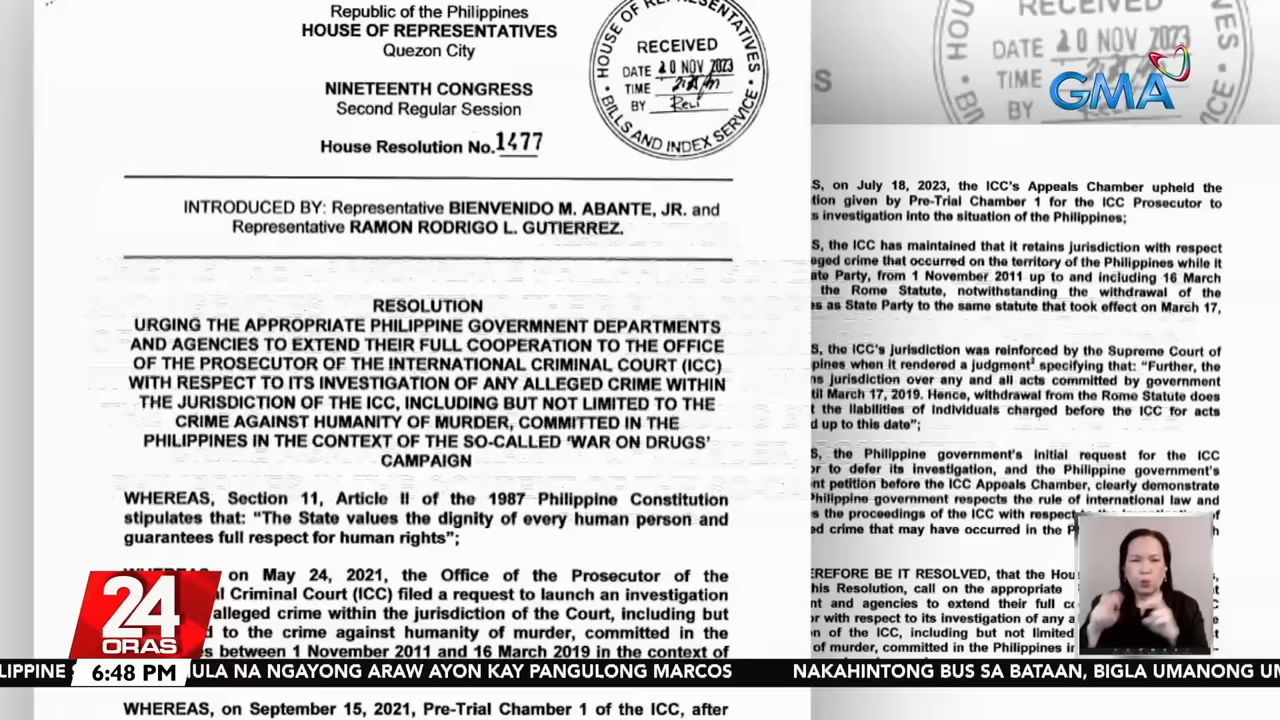 Republic of the Philippines
HOUSE OF REPRESENTATIVES
Quezon City
NINETEENTH CONGRESS
Second Regular Session
House Resolution No. 1477
HOUSE OF REPRESENTATIVES
RECEIVED
DATE 20 NOV 2023
TIME
BY
BILLS AND INDEX SERVICE
INTRODUCED BY: Representative BIENVENIDO M. ABANTE, JR. and
Representative RAMON RODRIGO L. GUTIERREZ.
RESOLUTION
URGING THE APPROPRIATE PHILIPPINE GOVERMNENT DEPARTMENTS
AND AGENCIES TO EXTEND THEIR FULL COOPERATION TO THE OFFICE
OF THE PROSECUTOR OF THE INTERNATIONAL CRIMINAL COURT (ICC)
WITH RESPECT TO ITS INVESTIGATION OF ANY ALLEGED CRIME WITHIN
THE JURISDICTION OF THE ICC, INCLUDING BUT NOT LIMITED TO THE
CRIME AGAINST HUMANITY OF MURDER, COMMITTED IN THE
PHILIPPINES IN THE CONTEXT OF THE SO-CALLED ‘WAR ON DRUGS’
CAMPAIGN
WHEREAS, Section 11, Article II of the 1987 Philippine Constitution
stipulates that: “The State values the dignity of every human person and
guarantees full respect for human rights”;
WHEREAS, on May 24, 2021, the Office of the Prosecutor of the
Criminal Court (ICC) filed a request to launch an investigation
alleged crime within the jurisdiction of the Court, including but
to the crime against humanity of murder, committed in the
between 1 November 2011 and 16 March 2019 in the context of
WHEREAS, on September 15, 2021, Pre-Trial Chamber 1 of the ICC, after
RECEIVED
DATE 20 NOV 2023
TIME
BY
GMA
S, on July 18, 2023, the ICC’s Appeals Chamber upheld the
tion given by Pre-Trial Chamber 1 for the ICC Prosecutor to
s investigation into the situation of the Philippines;
S, the ICC has maintained that it retains jurisdiction with respect
eged crime that occurred on the territory of the Philippines while it
ate Party, from 1 November 2011 up to and including 16 March
the Rome Statute, notwithstanding the withdrawal of the
es as State Party to the same statute that took effect on March 17,
S, the ICC’s jurisdiction was reinforced by the Supreme Court of
pines when it rendered a judgment specifying that: “Further, the
ns jurisdiction over any and all acts committed by government
til March 17, 2019. Hence, withdrawal from the Rome Statute does
t the liabilities of individuals charged before the ICC for acts
d up to this date”;
S, the Philippine government’s initial request for the ICC
or to defer its investigation, and the Philippine government’s
nt petition before the ICC Appeals Chamber, clearly demonstrate
Philippine government respects the rule of international law and
s the proceedings of the ICC with respect
ed crime that may have occurred in the
EREFORE BE IT RESOLVED, that the
his Resolution, call on the appropriate
nt and agencies to extend their full
or with respect to its investigation of any
n of the ICC, including but not limited
of murder, committed in the Philippines
24
ORAS
6:48 PM
ULA NA NGAYONG ARAW AYON KAY PANGULONG MARCOS
NAKAHINTONG BUS SA BATAAN, BIGLA UMANONG